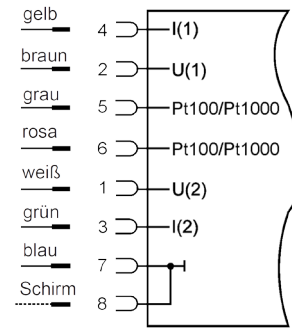 gelb 4 I(1)
braun 2 U(1)
grau 5 Pt100/Pt1000
rosa 6 Pt100/Pt1000
weiß 1 U(2)
grün 3 I(2)
blau 7
Schirm 8